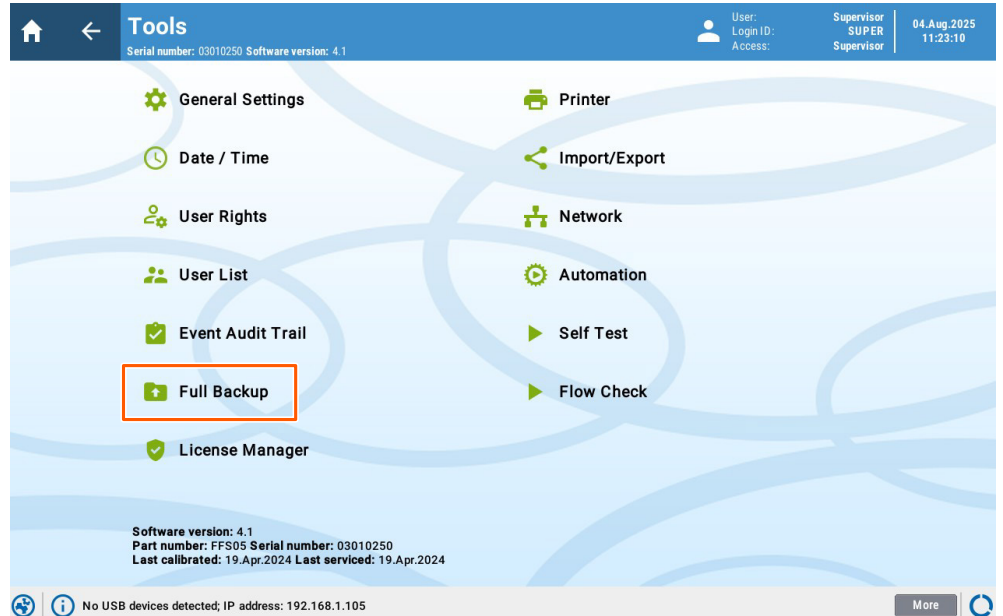 Tools
Serial number: 03010250 Software version: 4.1
User: Supervisor
Login ID: SUPER
Access: Supervisor
04.Aug.2025
11:23:10
General Settings
Printer
Date / Time
Import/Export
User Rights
Network
User List
Automation
Event Audit Trail
Self Test
Full Backup
Flow Check
License Manager
Software version: 4.1
Part number: FFS05 Serial number: 03010250
Last calibrated: 19.Apr.2024 Last serviced: 19.Apr.2024
No USB devices detected; IP address: 192.168.1.105
More